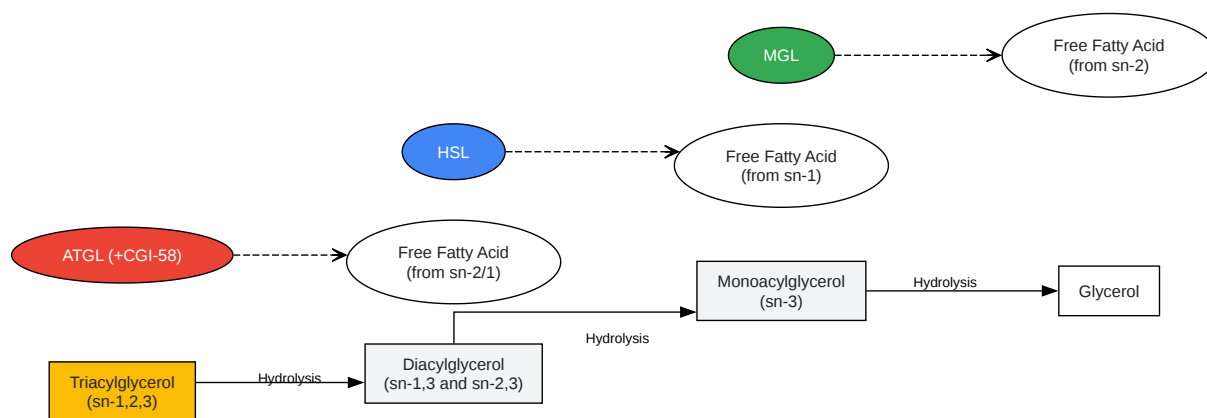 MGL
Free Fatty Acid
(from sn-2)
HSL
Free Fatty Acid
(from sn-1)
ATGL (+CGI-58)
Free Fatty Acid
(from sn-2/1)
Monoacylglycerol
(sn-3)
Hydrolysis
Glycerol
Hydrolysis
Triacylglycerol
(sn-1,2,3)
Hydrolysis
Diacylglycerol
(sn-1,3 and sn-2,3)